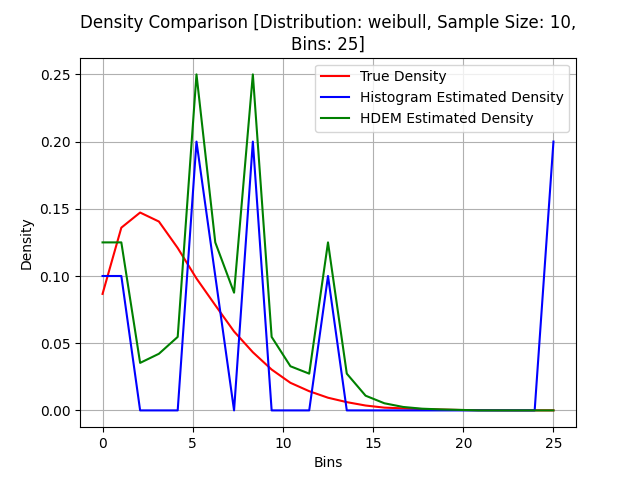 Density Comparison [Distribution: weibull, Sample Size: 10,
Bins: 25]
True Density
Histogram Estimated Density
HDEM Estimated Density
Density
0.25
0.20
0.15
0.10
0.05
0.00
0 5 10 15 20 25
Bins